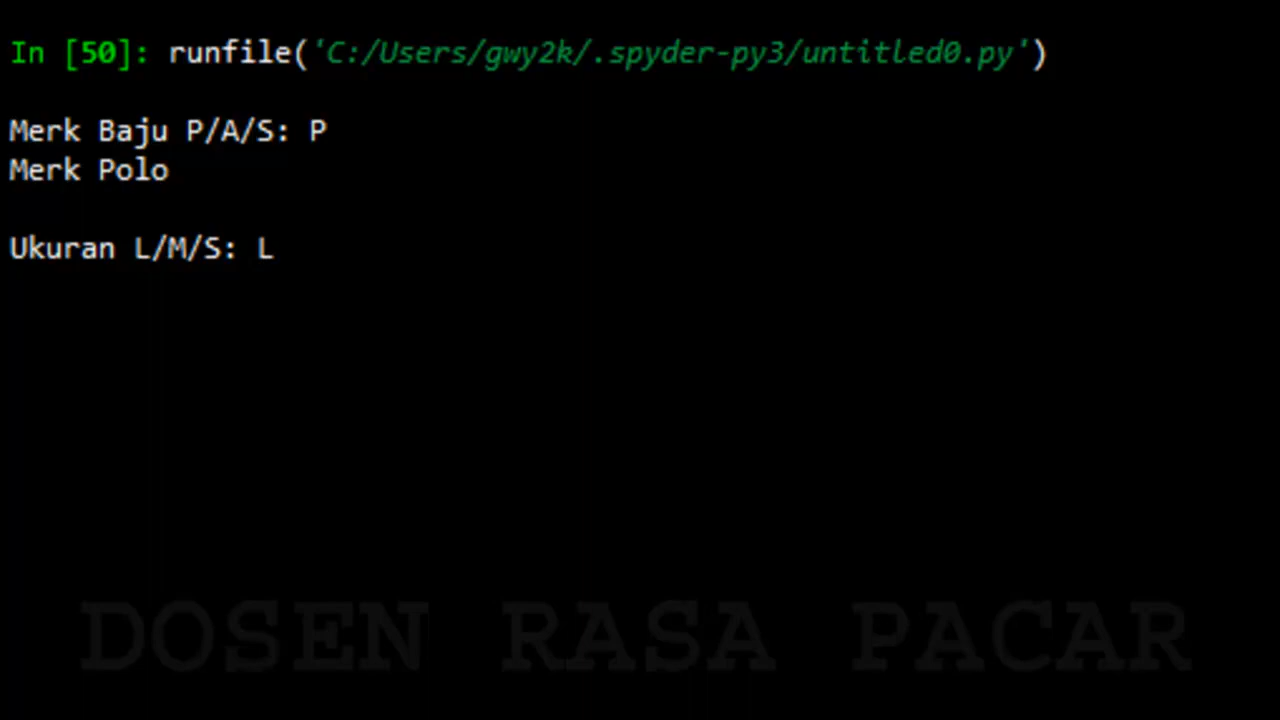 In [50]: runfile('C:/Users/gwy2k/.spyder-py3/untitled0.py')
Merk Baju P/A/S: P
Merk Polo
Ukuran L/M/S: L
DOSEN RASA PACAR